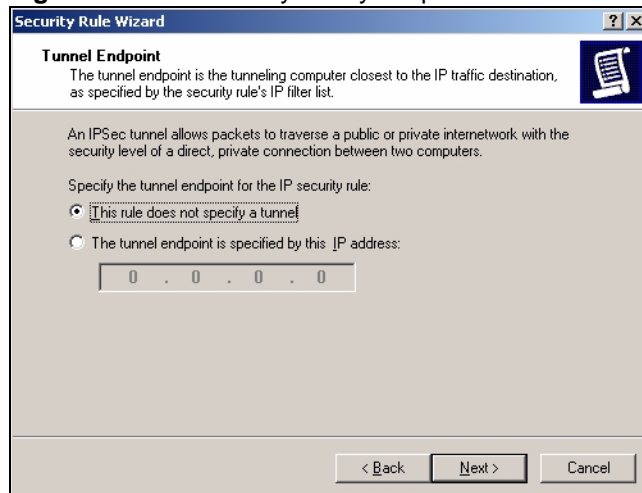 Security Rule Wizard
Tunnel Endpoint
The tunnel endpoint is the tunneling computer closest to the IP traffic destination,
as specified by the security rule's IP filter list.
An IPSec tunnel allows packets to traverse a public or private internetwork with the
security level of a direct, private connection between two computers.
Specify the tunnel endpoint for the IP security rule:
This rule does not specify a tunnel
The tunnel endpoint is specified by this IP address:
0 . 0 . 0 . 0
< Back Next > Cancel